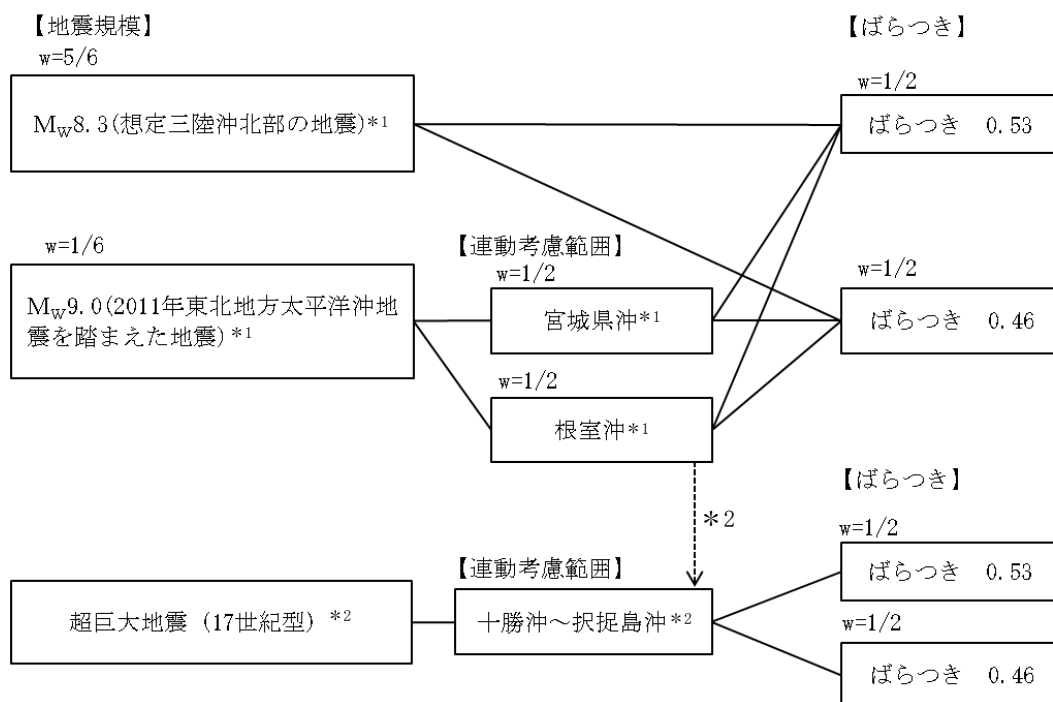 【地震規模】
【ばらつき】
w=5/6
w=1/2
MW8.3(想定三陸沖北部の地震)*1
ばらつき 0.53
w=1/6
【連動考慮範囲】
w=1/2
w=1/2
MW9.0(2011年東北地方太平洋沖地
震を踏まえた地震)*1
宮城県沖*1
ばらつき 0.46
w=1/2
根室沖*1
【ばらつき】
*2
w=1/2
【連動考慮範囲】
ばらつき 0.53
超巨大地震 (17世紀型) *2
十勝沖~択捉島沖*2
w=1/2
ばらつき 0.46